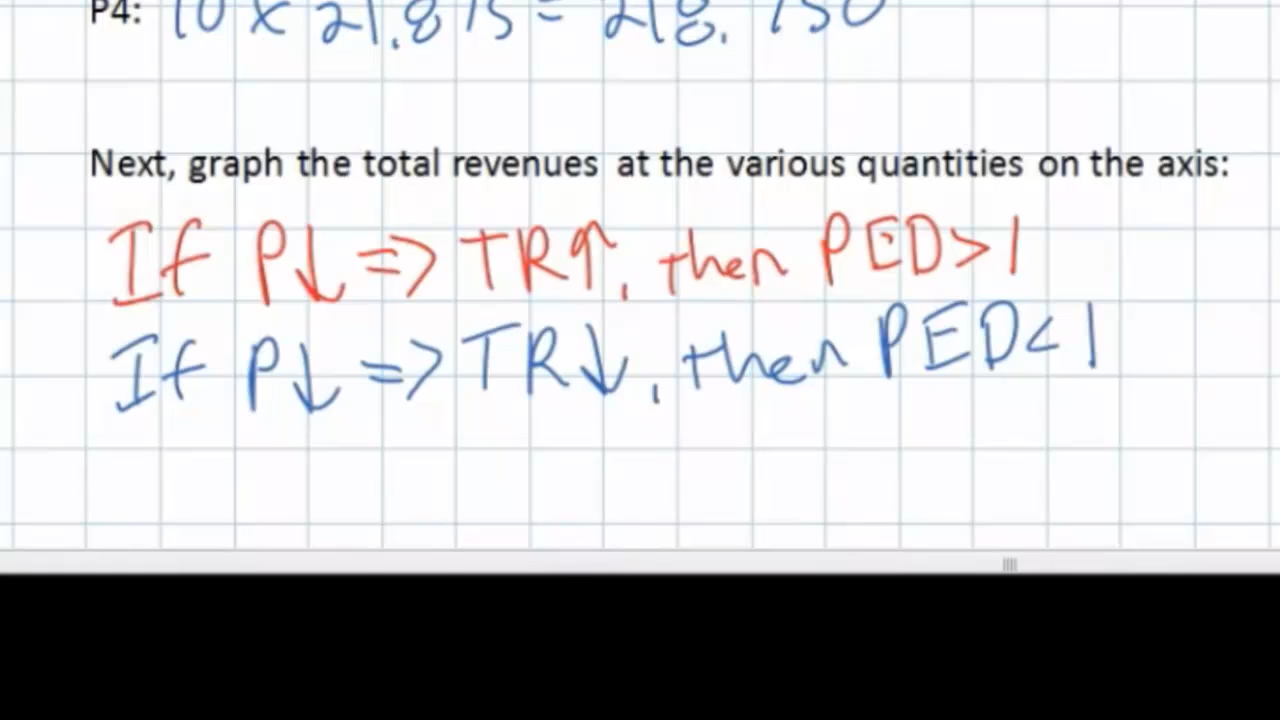 P4: 10 x 21.875 = 218.750
Next, graph the total revenues at the various quantities on the axis:
If P↓ => TR↑, then PED>1
If P↓ => TR↓, then PED<1